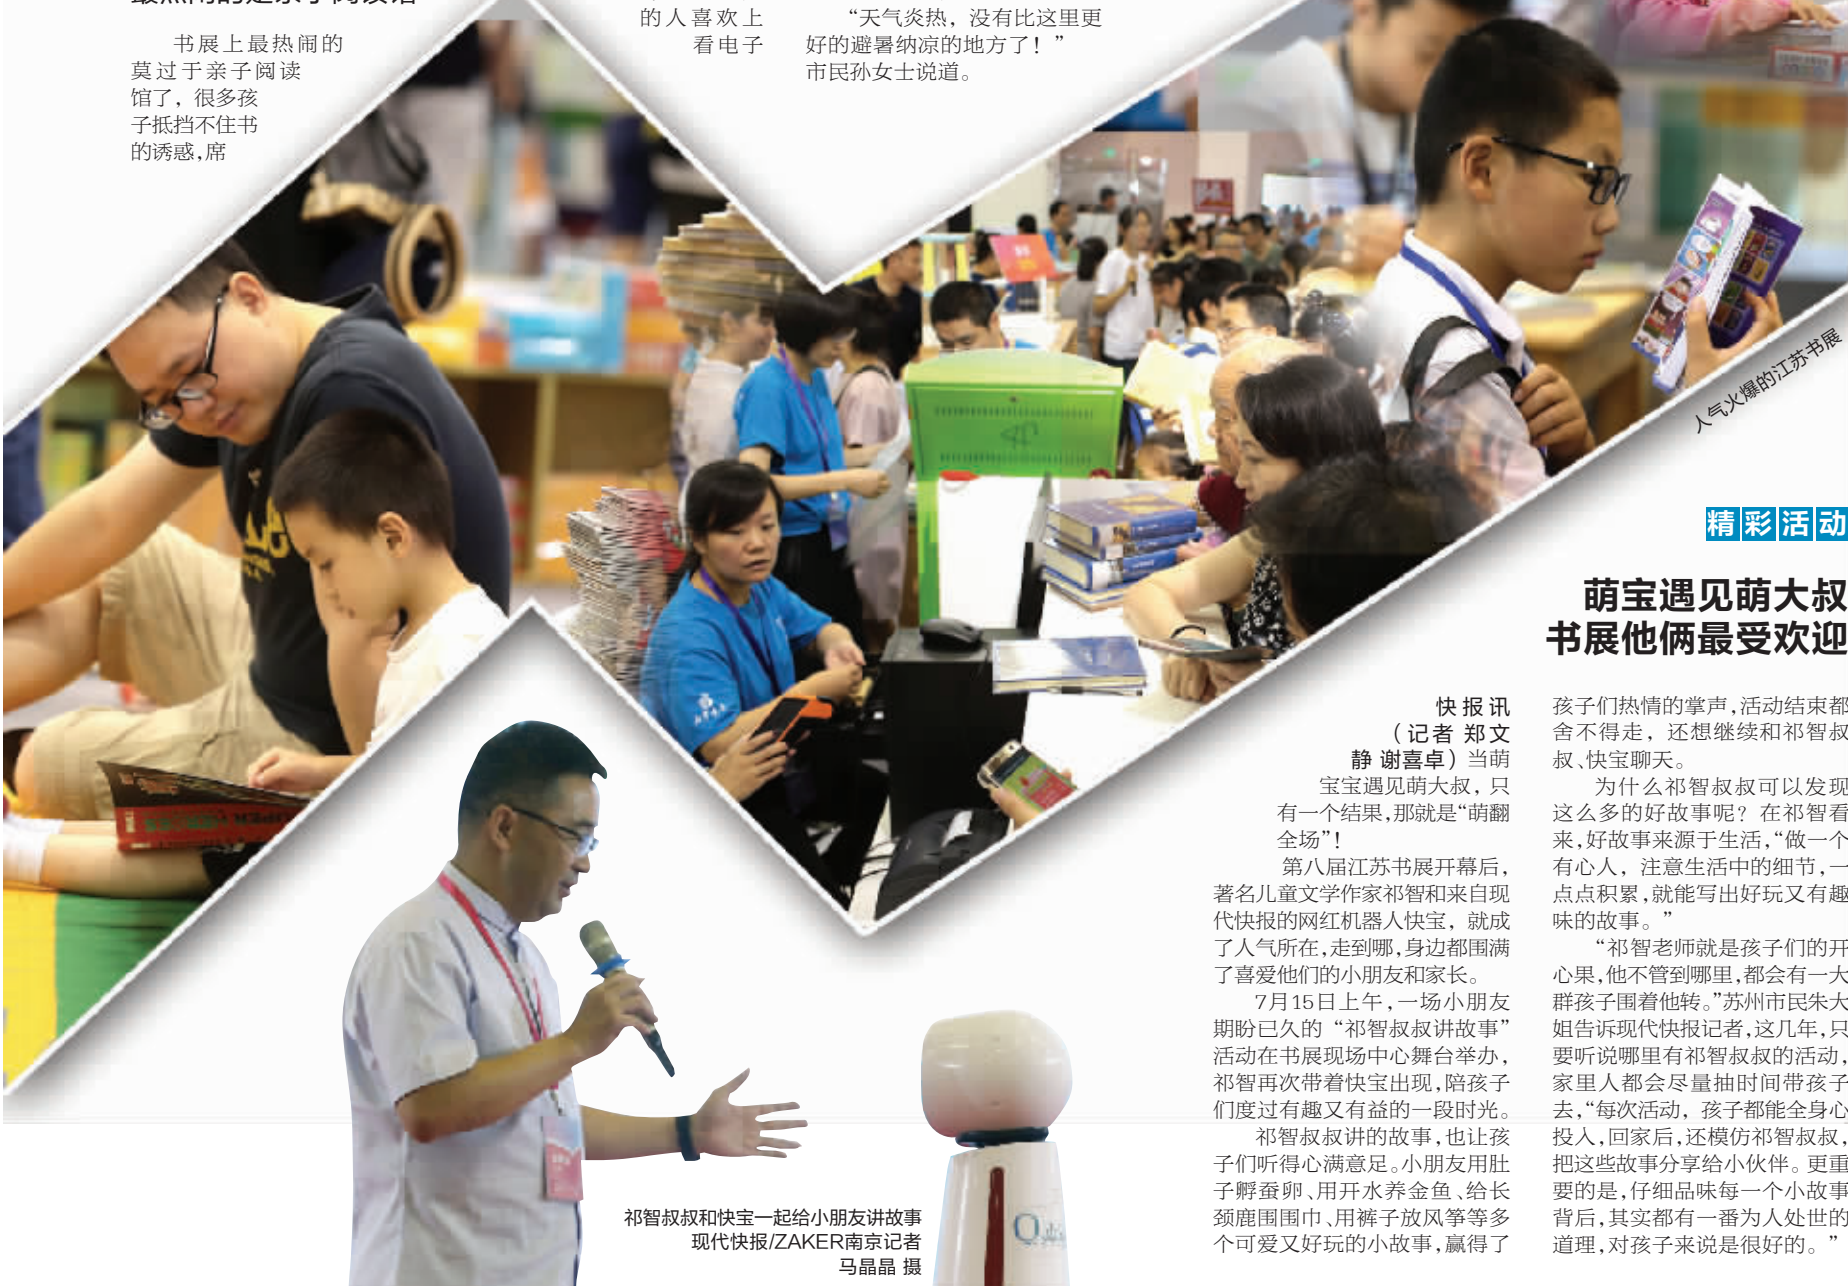 书展上最热闹的
莫过于亲子阅读
馆了，很多孩
子抵挡不住书
的诱惑，席
的人喜欢上
看电子
“天气炎热，没有比这里更
好的避暑纳凉的地方了！”
市民孙女士说道。
人气火爆的江苏书展
精彩活动
萌宝遇见萌大叔
书展他俩最受欢迎
快报讯
（记者 郑文
静 谢喜卓）当萌
宝宝遇见萌大叔，只
有一个结果，那就是“萌翻
全场”！
第八届江苏书展开幕后，
著名儿童文学作家祁智和来自现
代快报的网红机器人快宝，就成
了人气所在，走到哪，身边都围满
了喜爱他们的小朋友和家长。
7月15日上午，一场小朋友
期盼已久的“祁智叔叔讲故事”
活动在书展现场中心舞台举办，
祁智再次带着快宝出现，陪孩子
们度过有趣又有益的一段时光。
祁智叔叔讲的故事，也让孩
子们听得心满意足。小朋友用肚
子孵蚕卵、用开水养金鱼、给长
颈鹿围围巾、用裤子放风筝等多
个可爱又好玩的小故事，赢得了
孩子们热情的掌声，活动结束都
舍不得走，还想继续和祁智叔
叔、快宝聊天。
为什么祁智叔叔可以发现
这么多的好故事呢？在祁智看
来，好故事来源于生活，“做一个
有心人，注意生活中的细节，一
点点积累，就能写出好玩又有趣
味的故事。”
“祁智老师就是孩子们的开
心果，他不管到哪里，都会有一大
群孩子围着他转。”苏州市民朱大
姐告诉现代快报记者，这几年，只
要听说哪里有祁智叔叔的活动，
家里人都会尽量抽时间带孩子
去，“每次活动，孩子都能全身心
投入，回家后，还模仿祁智叔叔，
把这些故事分享给小伙伴。更重
要的是，仔细品味每一个小故事
背后，其实都有一番为人处世的
道理，对孩子来说是很好的。”
祁智叔叔和快宝一起给小朋友讲故事
现代快报/ZAKER南京记者
马晶晶 摄